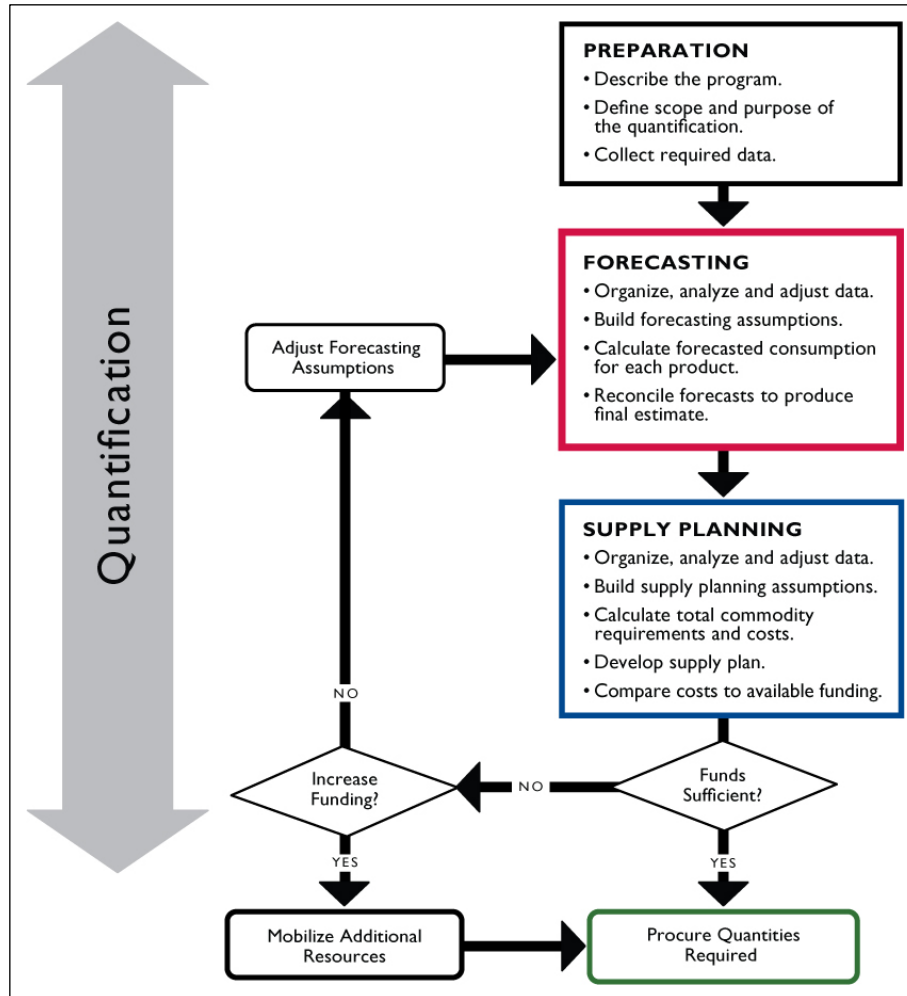 Quantification
PREPARATION
• Describe the program.
• Define scope and purpose of
the quantification.
• Collect required data.
FORECASTING
• Organize, analyze and adjust data.
• Build forecasting assumptions.
• Calculate forecasted consumption
for each product.
• Reconcile forecasts to produce
final estimate.
Adjust Forecasting
Assumptions
SUPPLY PLANNING
• Organize, analyze and adjust data.
• Build supply planning assumptions.
• Calculate total commodity
requirements and costs.
• Develop supply plan.
• Compare costs to available funding.
Funds
Sufficient?
NO
Increase
Funding?
NO
YES
YES
Mobilize Additional
Resources
Procure Quantities
Required